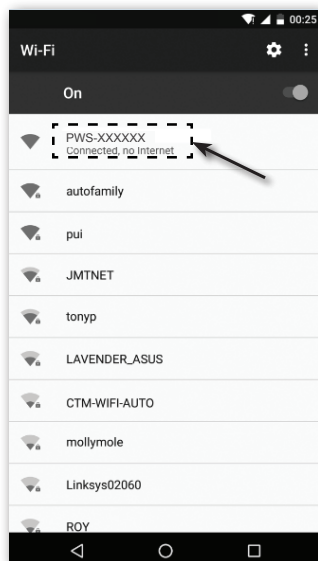 00:25
Wi-Fi
On
PWS-XXXXXX
Connected, no Internet
autofamily
pui
JMTNET
tonyp
LAVENDER_ASUS
CTM-WIFI-AUTO
mollymole
Linksys02060
ROY